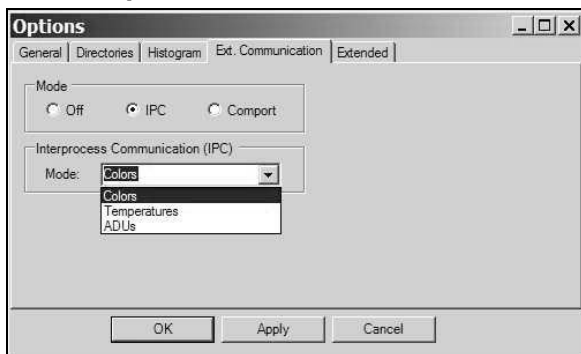 Options
General Directories Histogram Ext. Communication Extended
Mode
Off IPC Comport
Interprocess Communication (IPC)
Mode: Colors
Colors
Temperatures
ADUs
OK Apply Cancel